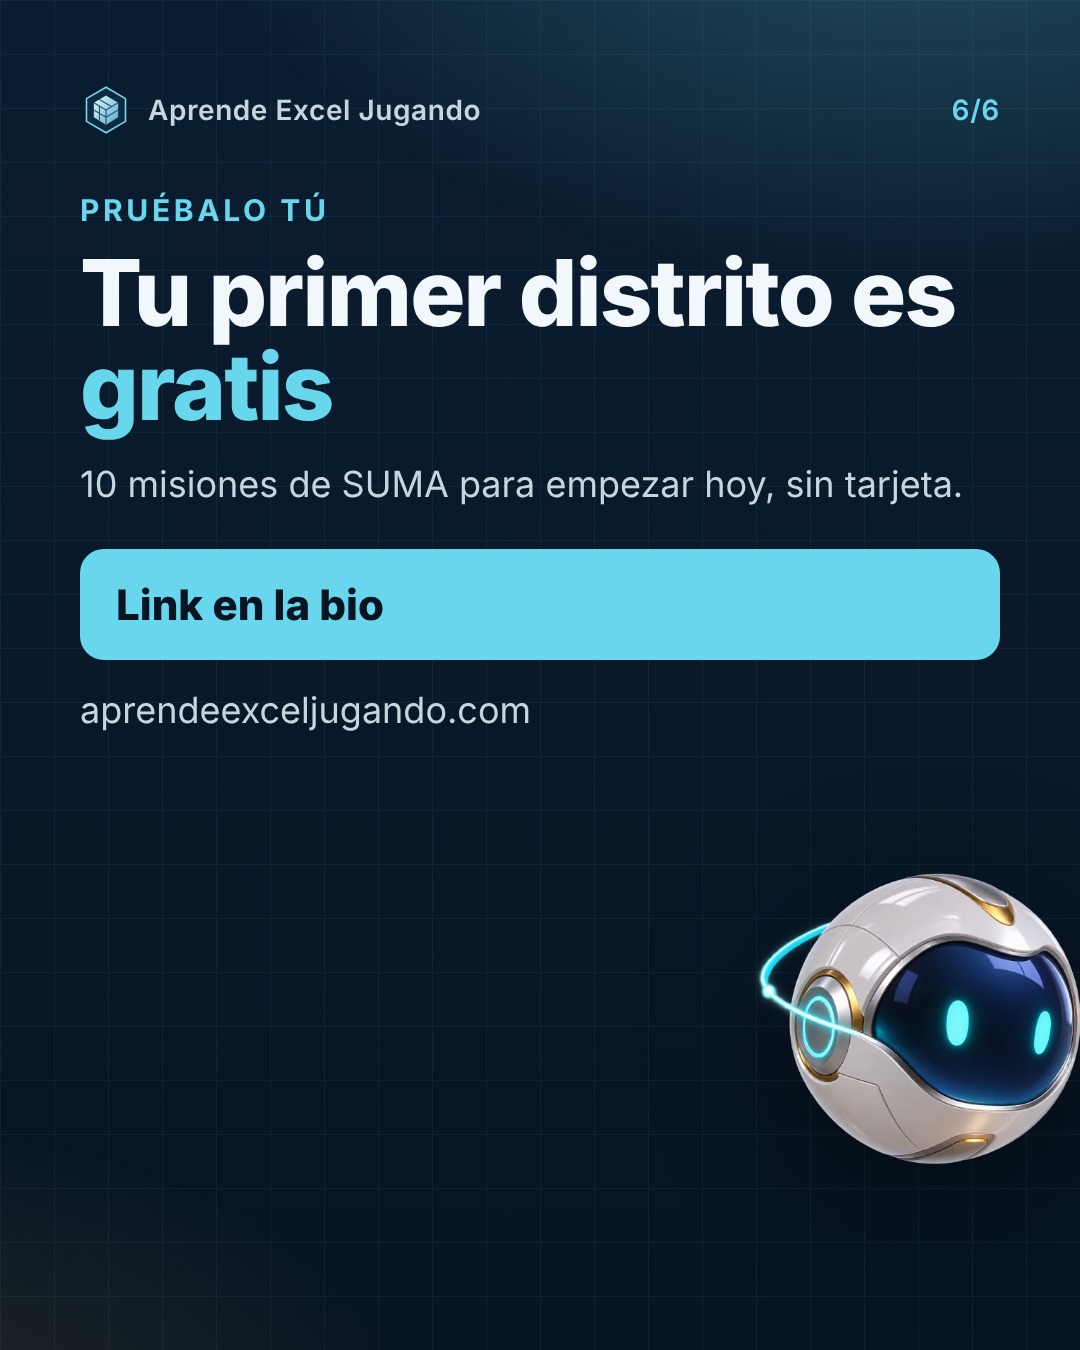 Aprende Excel Jugando
6/6
PRUÉBALO TÚ
Tu primer distrito es
gratis
10 misiones de SUMA para empezar hoy, sin tarjeta.
Link en la bio
aprendeexceljugando.com